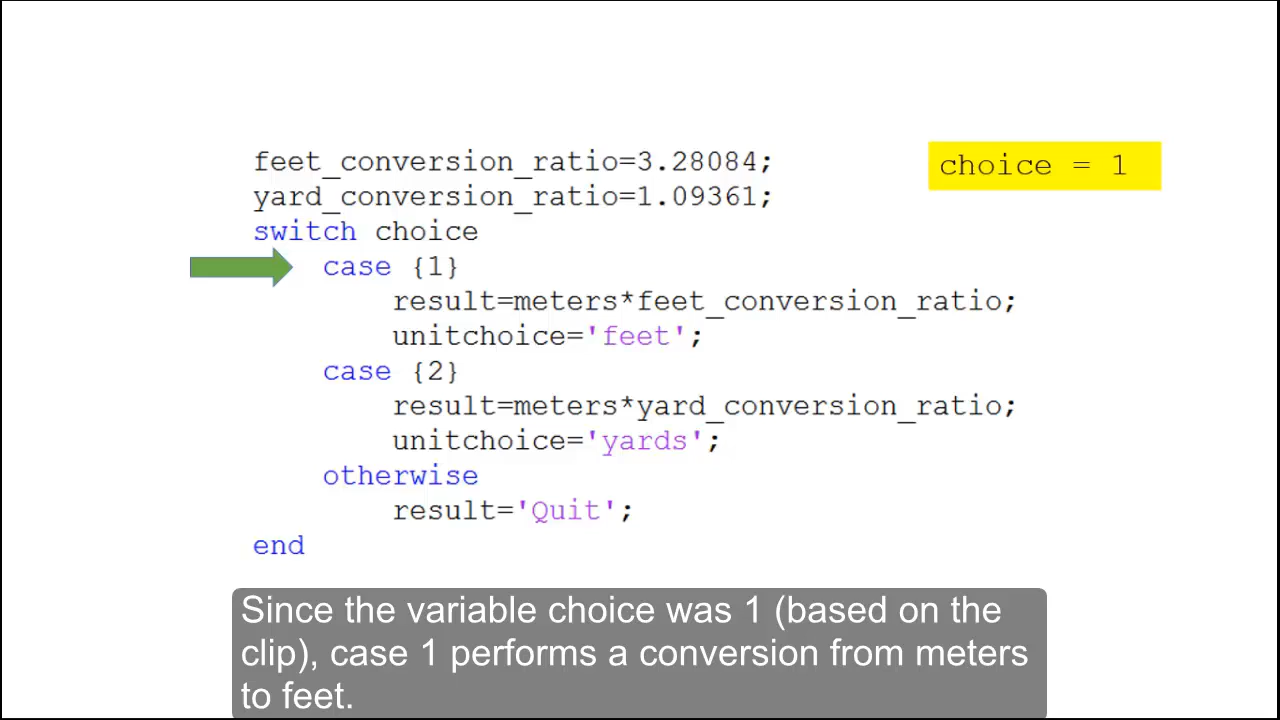 feet_conversion_ratio=3.28084;
choice = 1
yard_conversion_ratio=1.09361;
switch choice
case {1}
result=meters*feet_conversion_ratio;
unitchoice='feet';
case {2}
result=meters*yard_conversion_ratio;
unitchoice='yards';
otherwise
result='Quit';
end
Since the variable choice was 1 (based on the
clip), case 1 performs a conversion from meters
to feet.